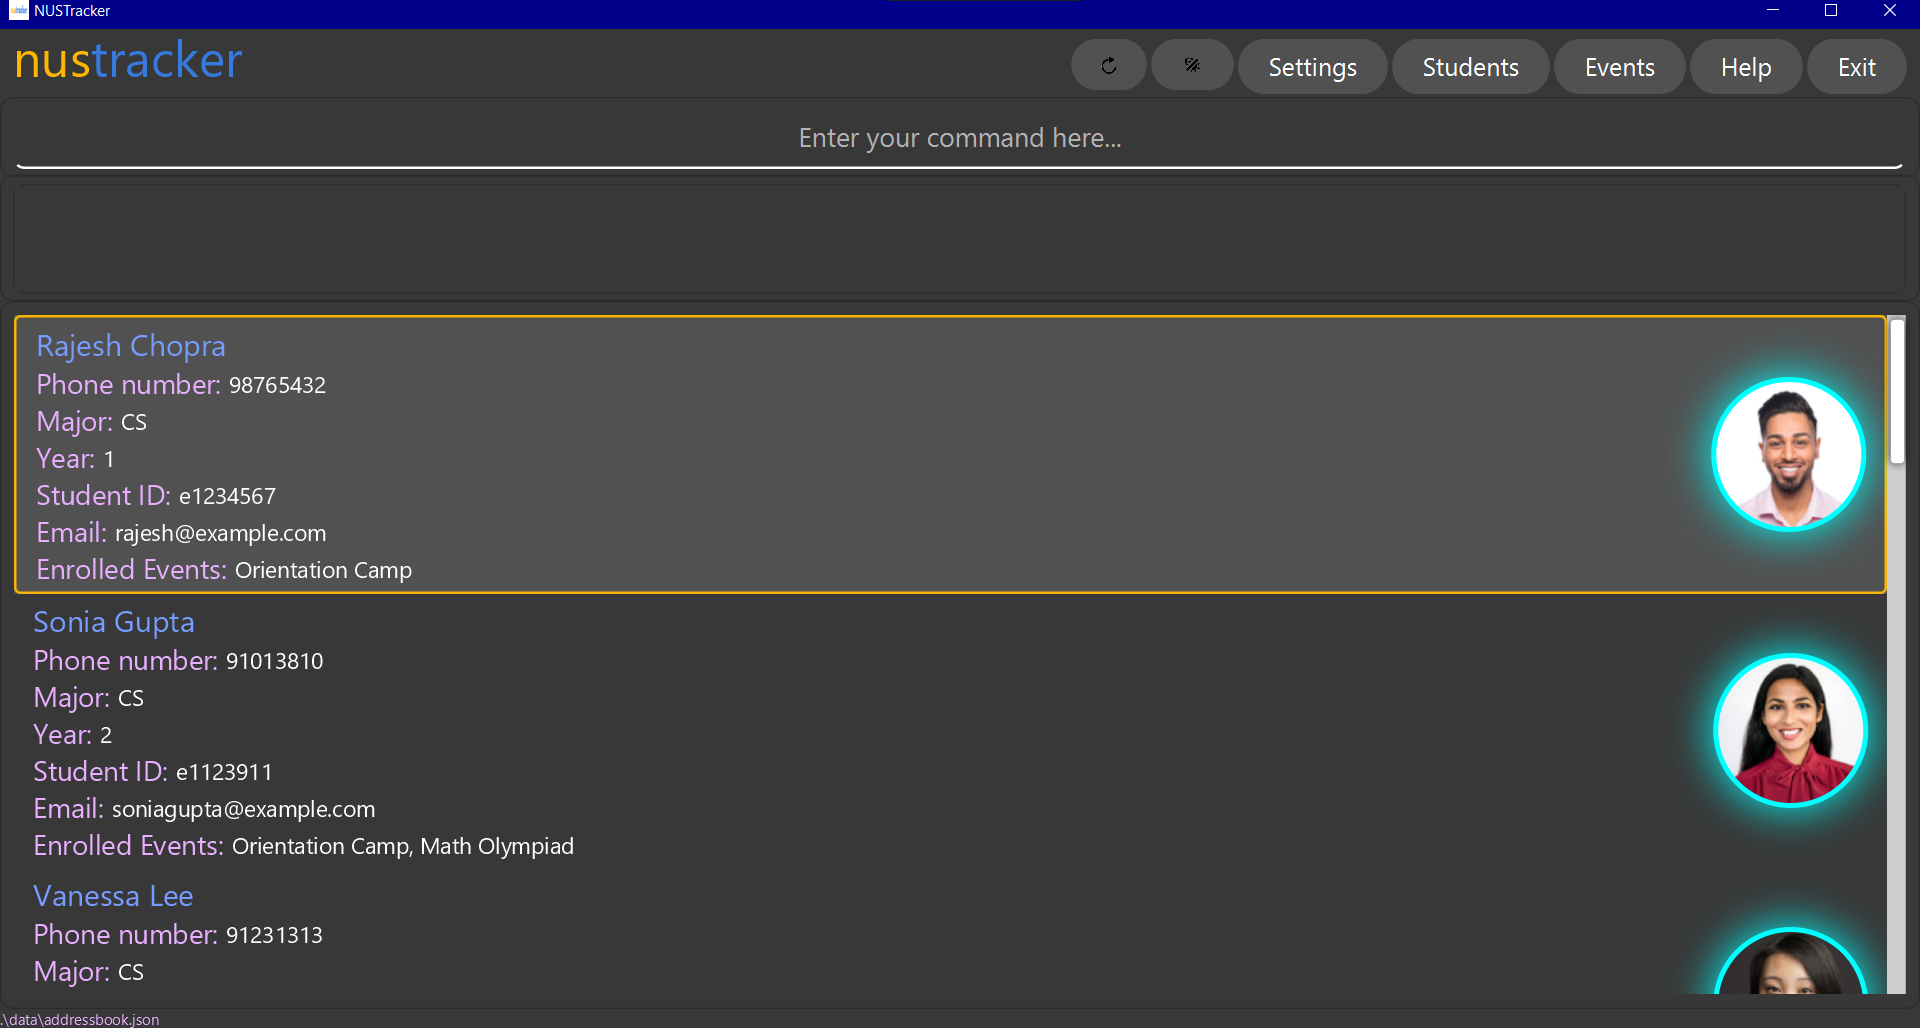 NUSTracker
nustracker
Settings
Students
Events
Help
Exit
Enter your command here...
Rajesh Chopra
Phone number: 98765432
Major: CS
Year: 1
Student ID: e1234567
Email: rajesh@example.com
Enrolled Events: Orientation Camp
Sonia Gupta
Phone number: 91013810
Major: CS
Year: 2
Student ID: e1123911
Email: soniagupta@example.com
Enrolled Events: Orientation Camp, Math Olympiad
Vanessa Lee
Phone number: 91231313
Major: CS
.\data\addressbook.json